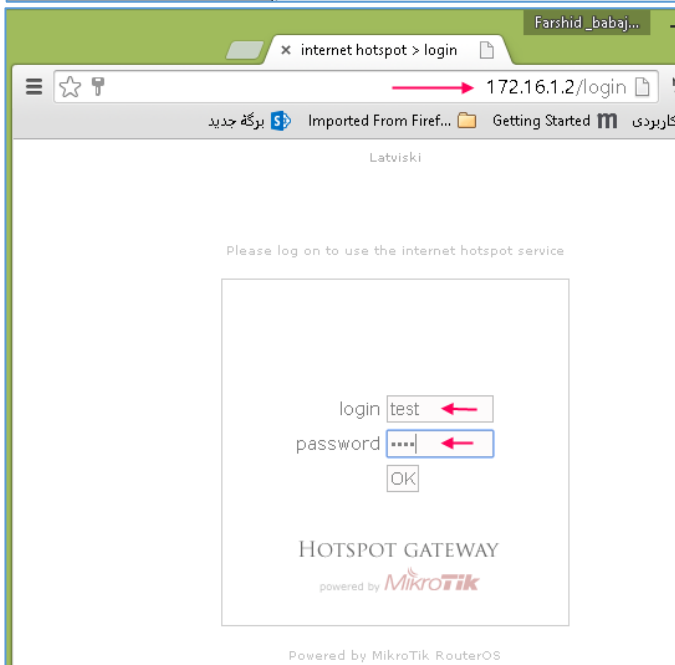 Farshid_babaj...
internet hotspot > login
172.16.1.2/login
برگهٔ جدید Imported From Firef... Getting Started کاربردی
Latviski
Please log on to use the internet hotspot service
login test
password ••••
OK
HOTSPOT GATEWAY
powered by MikroTik
Powered by MikroTik RouterOS